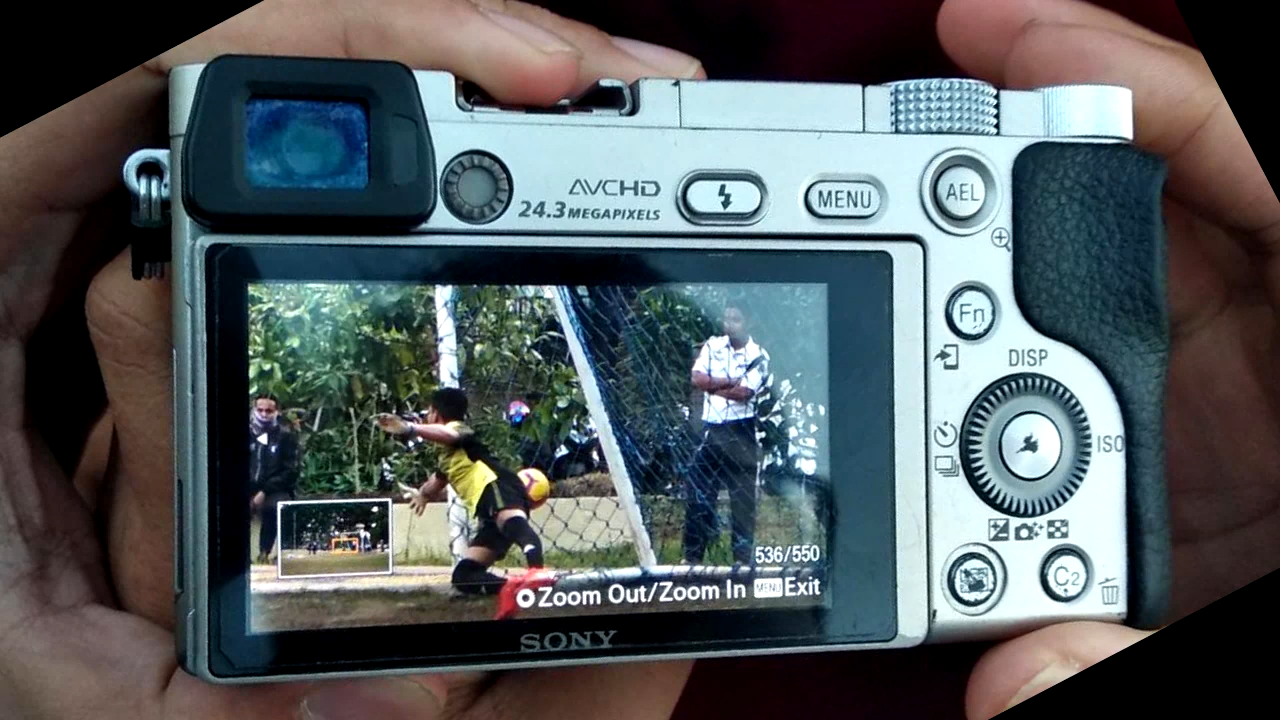 AVCHD
24.3 MEGAPIXELS
MENU
AEL
Fn
DISP
ISO
536/550
Zoom Out/Zoom In MENU Exit
C2
SONY